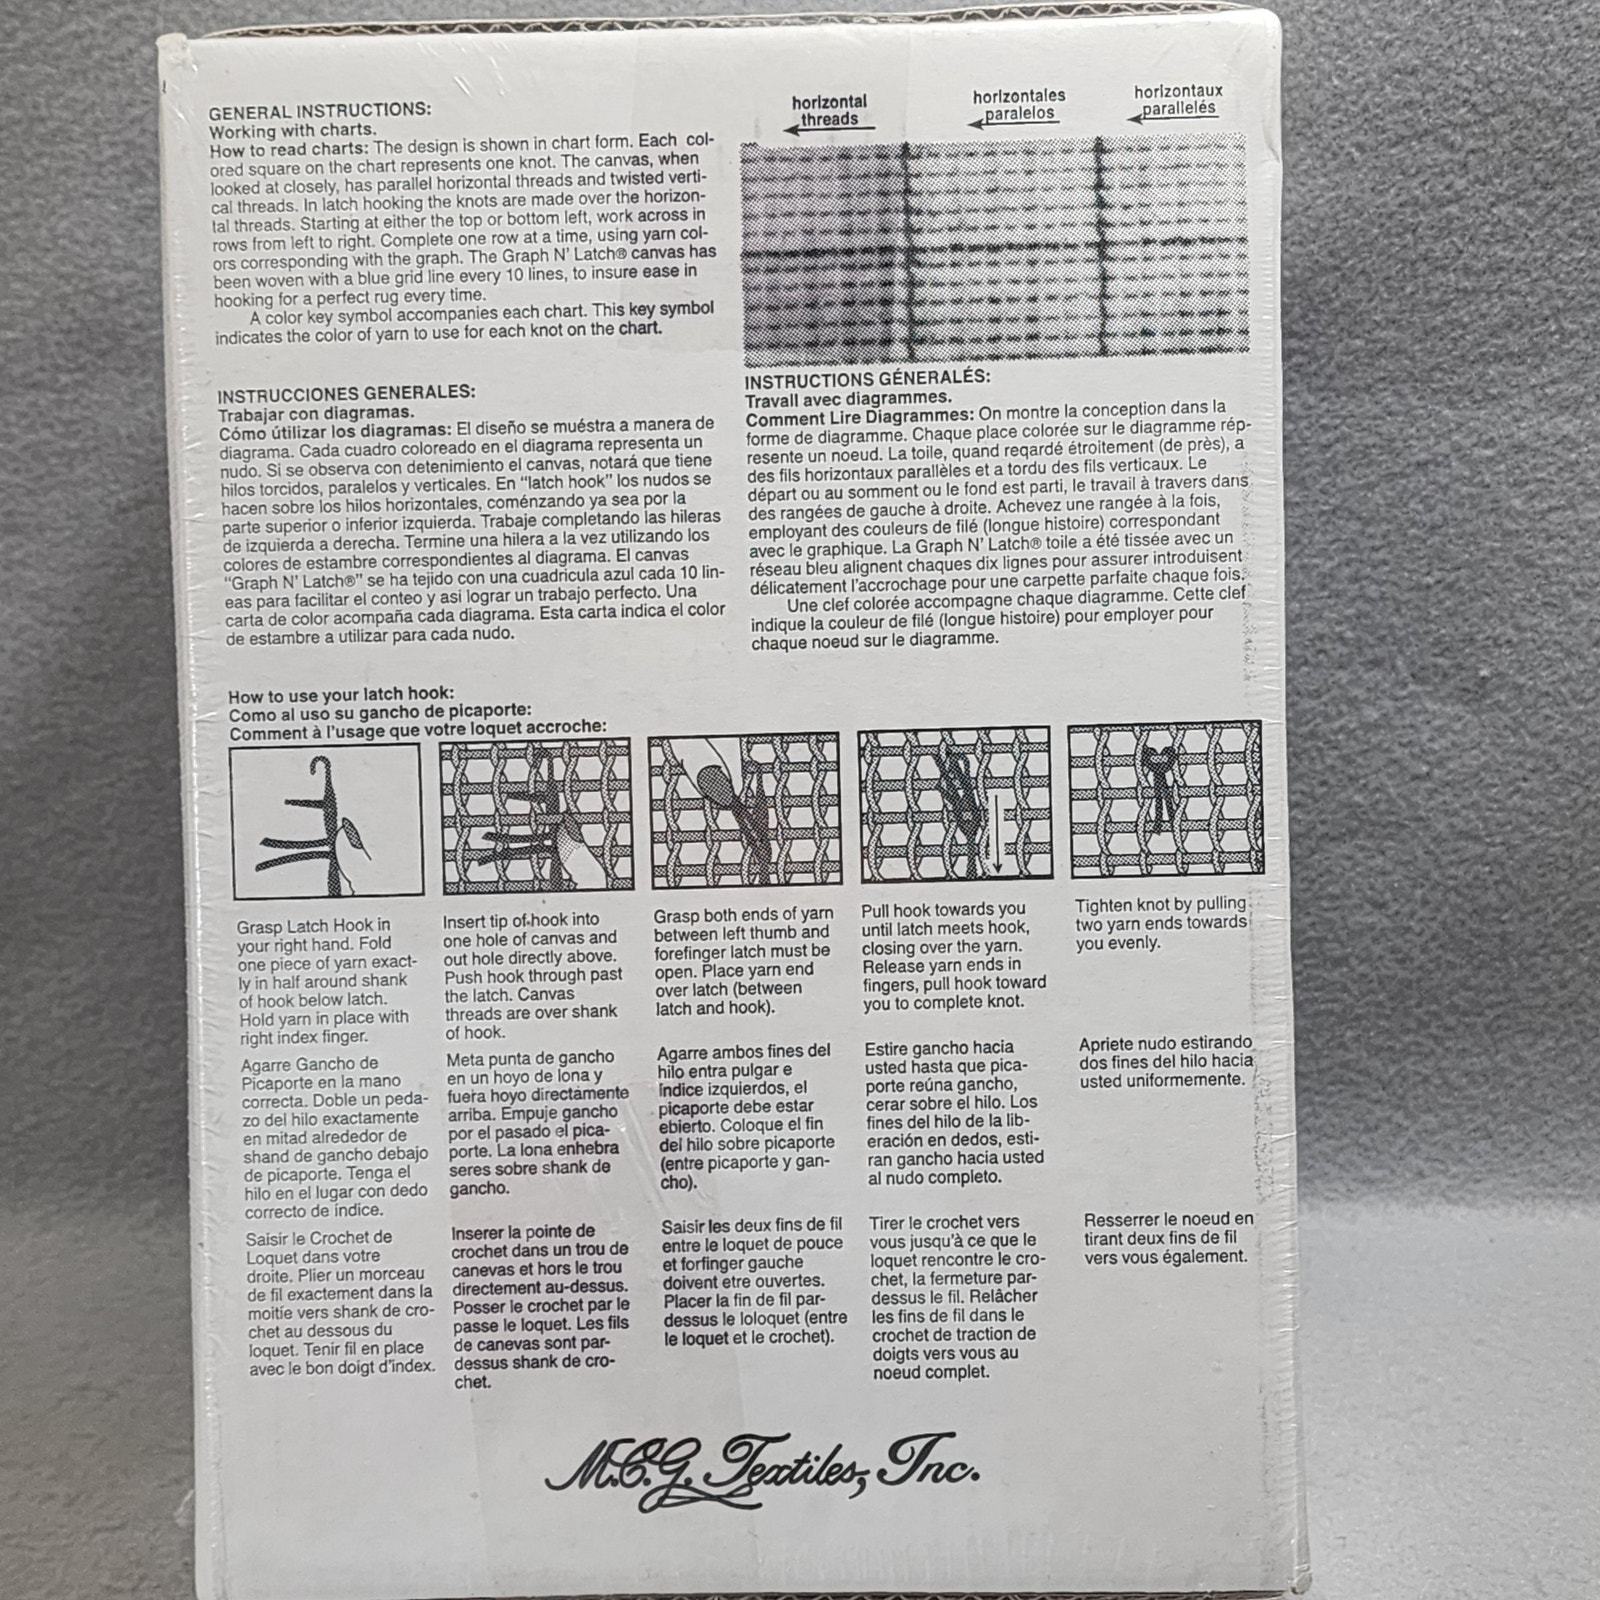 GENERAL INSTRUCTIONS:
Working with charts.
How to read charts: The design is shown in chart form. Each col-
ored square on the chart represents one knot. The canvas, when
looked at closely, has parallel horizontal threads and twisted verti-
cal threads. In latch hooking the knots are made over the horizon-
tal threads. Starting at either the top or bottom left, work across in
rows from left to right. Complete one row at a time, using yarn col-
ors corresponding with the graph. The Graph N' Latch® canvas has
been woven with a blue grid line every 10 lines, to insure ease in
hooking for a perfect rug every time.
A color key symbol accompanies each chart. This key symbol
indicates the color of yarn to use for each knot on the chart.
horizontal
threads
horizontales
paralelos
horizontaux
parallelés
INSTRUCCIONES GENERALES:
Trabajar con diagramas.
Cómo útilizar los diagramas: El diseño se muéstra a manera de
diagrama. Cada cuadro coloreado en el diagrama representa un
nudo. Si se observa con detenimiento el canvas, notará que tiene
hilos torcidos, paralelos y verticales. En “latch hook” los nudos se
hacen sobre los hilos horizontales, coménzando ya sea por la
parte superior o inferior izquierda. Trabaje completando las hileras
de izquierda a derecha. Termine una hilera a la vez utilizando los
colores de estambre correspondientes al diagrama. El canvas
“Graph N' Latch®” se ha tejido con una cuadricula azul cada 10 lin-
eas para facilitar el conteo y asi lograr un trabajo perfecto. Una
carta de color acompaña cada diagrama. Esta carta indica el color
de estambre a utilizar para cada nudo.
INSTRUCTIONS GÉNERALÉS:
Travall avec diagrammes.
Comment Lire Diagrammes: On montre la conception dans la
forme de diagramme. Chaque place colorée sur le diagramme rép-
resente un noeud. La toile, quand reqardé étroitement (de près), a
des fils horizontaux parallèles et a tordu des fils verticaux. Le
départ ou au somment ou le fond est parti, le travail à travers dans
des rangées de gauche à droite. Achevez une rangée à la fois,
employant des couleurs de filé (longue histoire) correspondant
avec le graphique. La Graph N' Latch® toile a été tissée avec un
réseau bleu alignent chaques dix lignes pour assurer introduisent
délicatement l'accrochage pour une carpette parfaite chaque fois.
Une clef colorée accompagne chaque diagramme. Cette clef
indique la couleur de filé (longue histoire) pour employer pour
chaque noeud sur le diagramme.
How to use your latch hook:
Como al uso su gancho de picaporte:
Comment à l'usage que votre loquet accroche:
Grasp Latch Hook in
your right hand. Fold
one piece of yarn exact-
ly in half around shank
of hook below latch.
Hold yarn in place with
right index finger.
Insert tip of hook into
one hole of canvas and
out hole directly above.
Push hook through past
the latch. Canvas
threads are over shank
of hook.
Grasp both ends of yarn
between left thumb and
forefinger latch must be
open. Place yarn end
over latch (between
latch and hook).
Pull hook towards you
until latch meets hook,
closing over the yarn.
Release yarn ends in
fingers, pull hook toward
you to complete knot.
Tighten knot by pulling
two yarn ends towards
you evenly.
Agarre Gancho de
Picaporte en la mano
correcta. Doble un peda-
zo del hilo exactamente
en mitad alrededor de
shand de gancho debajo
de picaporte. Tenga el
hilo en el lugar con dedo
correcto de índice.
Meta punta de gancho
en un hoyo de lona y
fuera hoyo directamente
arriba. Empuje gancho
por el pasado el pica-
porte. La lona enhebra
seres sobre shank de
gancho.
Agarre ambos fines del
hilo entra pulgar e
índice izquierdos, el
picaporte debe estar
ebierto. Coloque el fin
del hilo sobre picaporte
(entre picaporte y gan-
cho).
Estire gancho hacia
usted hasta que pica-
porte reúna gancho,
cerar sobre el hilo. Los
fines del hilo de la lib-
eración en dedos, esti-
ran gancho hacia usted
al nudo completo.
Apriete nudo estirando
dos fines del hilo hacia
usted uniformemente.
Saisir le Crochet de
Loquet dans votre
droite. Plier un morceau
de fil exactement dans la
moitíe vers shank de cro-
chet au dessous du
loquet. Tenir fil en place
avec le bon doigt d'index.
Inserer la pointe de
crochet dans un trou de
canevas et hors le trou
directement au-dessus.
Posser le crochet par le
passe le loquet. Les fils
de canevas sont par-
dessus shank de cro-
chet.
Saisir les deux fins de fil
entre le loquet de pouce
et forfinger gauche
doivent etre ouvertes.
Placer la fin de fil par-
dessus le loloquet (entre
le loquet et le crochet).
Tirer le crochet vers
vous jusqu'à ce que le
loquet rencontre le cro-
chet, la fermeture par-
dessus le fil. Relâcher
les fins de fil dans le
crochet de traction de
doigts vers vous au
noeud complet.
Resserrer le noeud en
tirant deux fins de fil
vers vous également.
M.C.G. Textiles, Inc.